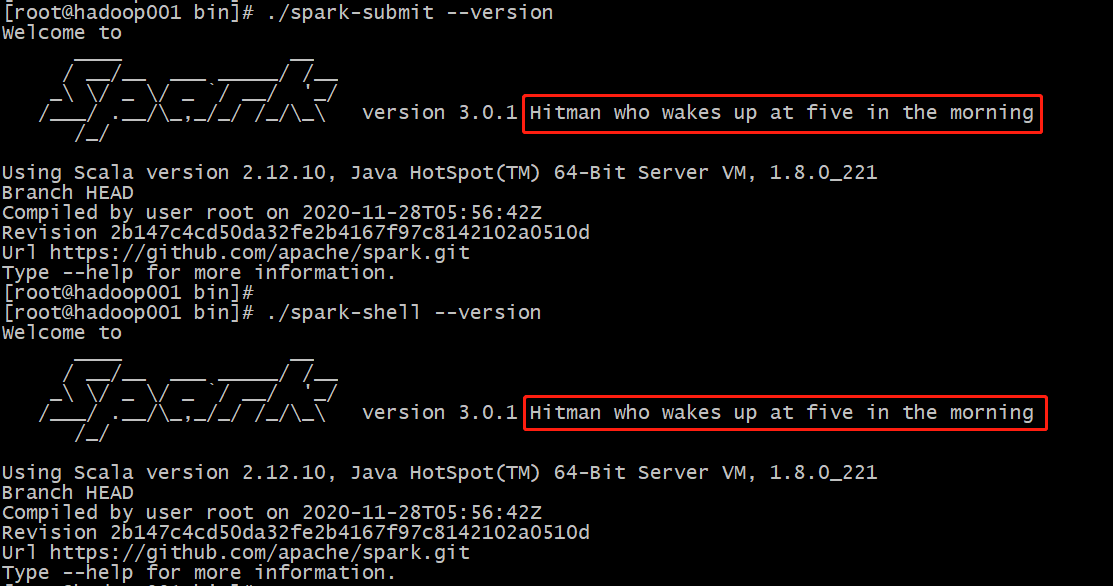 [root@hadoop001 bin]# ./spark-submit --version
Welcome to
      ____              __
     / __/__  ___ _____/ /__
    _\ \/ _ \/ _ `/ __/  '_/
   /___/ .__/\_,_/_/ /_/\_\   version 3.0.1 Hitman who wakes up at five in the morning
      /_/
Using Scala version 2.12.10, Java HotSpot(TM) 64-Bit Server VM, 1.8.0_221
Branch HEAD
Compiled by user root on 2020-11-28T05:56:42Z
Revision 2b147c4cd50da32fe2b4167f97c8142102a0510d
Url https://github.com/apache/spark.git
Type --help for more information.
[root@hadoop001 bin]#
[root@hadoop001 bin]# ./spark-shell --version
Welcome to
      ____              __
     / __/__  ___ _____/ /__
    _\ \/ _ \/ _ `/ __/  '_/
   /___/ .__/\_,_/_/ /_/\_\   version 3.0.1 Hitman who wakes up at five in the morning
      /_/
Using Scala version 2.12.10, Java HotSpot(TM) 64-Bit Server VM, 1.8.0_221
Branch HEAD
Compiled by user root on 2020-11-28T05:56:42Z
Revision 2b147c4cd50da32fe2b4167f97c8142102a0510d
Url https://github.com/apache/spark.git
Type --help for more information.